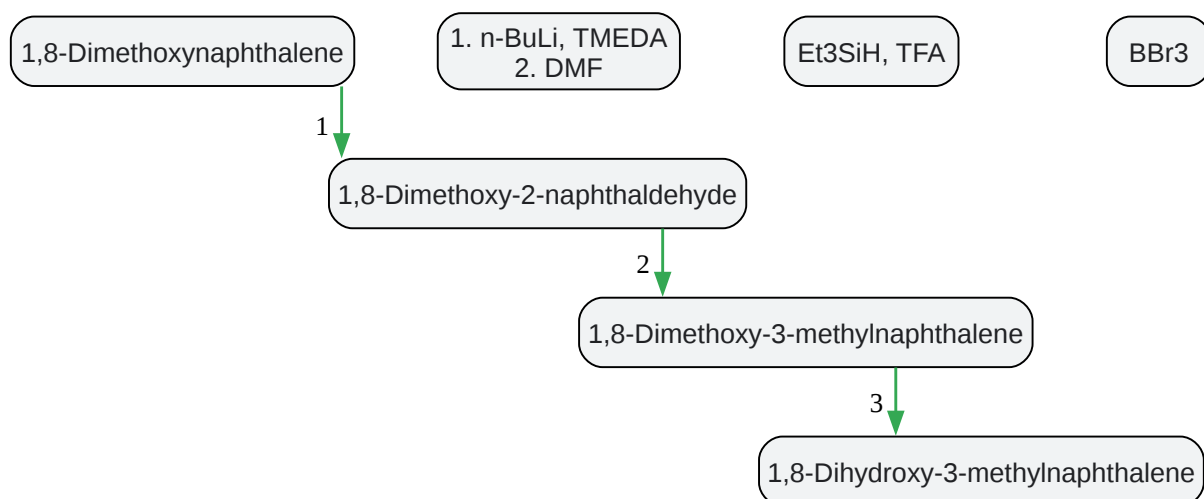 1,8-Dimethoxynaphthalene
1. n-BuLi, TMEDA
2. DMF
Et3SiH, TFA
BBr3
1
1,8-Dimethoxy-2-naphthaldehyde
2
1,8-Dimethoxy-3-methylnaphthalene
3
1,8-Dihydroxy-3-methylnaphthalene